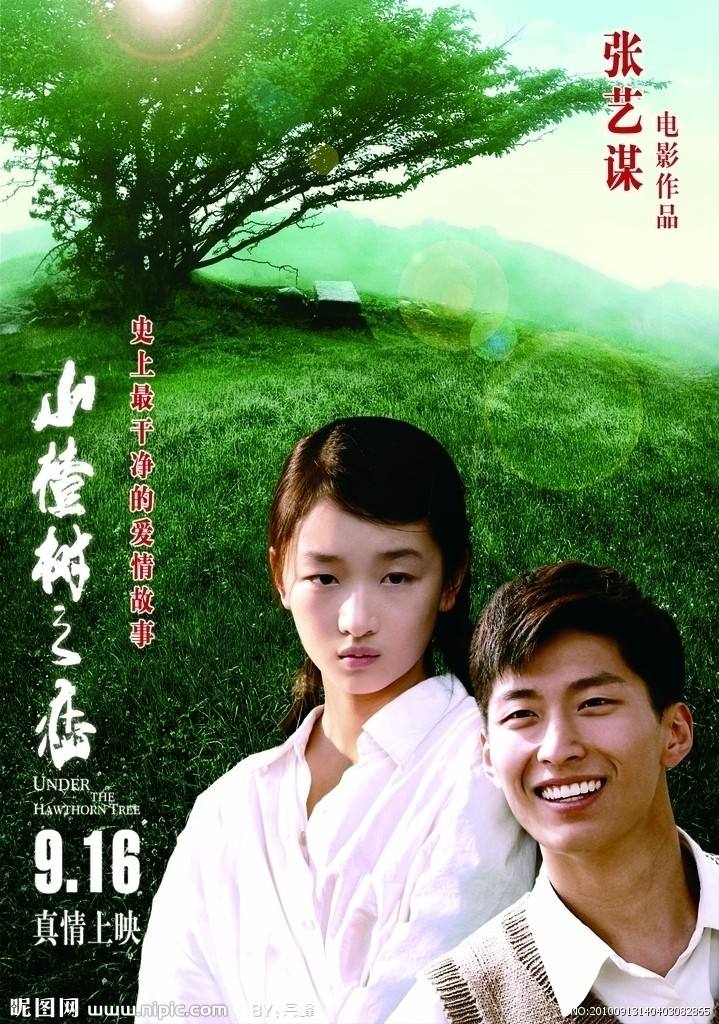 张艺谋
电影作品
史上最干净的爱情故事
山楂树之恋
UNDER
THE
HAWTHORN TREE
9.16
真情上映
昵图网 www.nipic.com
BY:
NO:20100913140403082865